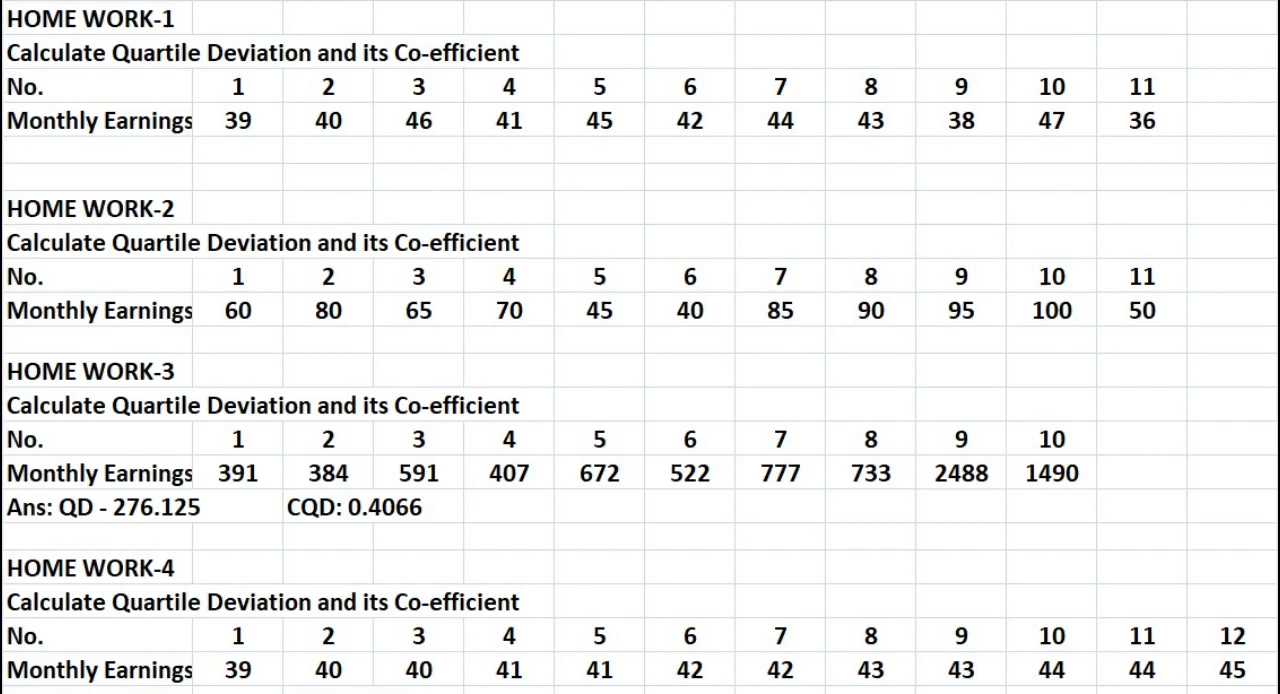 HOME WORK-1
Calculate Quartile Deviation and its Co-efficient
No. 1 2 3 4 5 6 7 8 9 10 11
Monthly Earnings 39 40 46 41 45 42 44 43 38 47 36
HOME WORK-2
Calculate Quartile Deviation and its Co-efficient
No. 1 2 3 4 5 6 7 8 9 10 11
Monthly Earnings 60 80 65 70 45 40 85 90 95 100 50
HOME WORK-3
Calculate Quartile Deviation and its Co-efficient
No. 1 2 3 4 5 6 7 8 9 10
Monthly Earnings 391 384 591 407 672 522 777 733 2488 1490
Ans: QD - 276.125 CQD: 0.4066
HOME WORK-4
Calculate Quartile Deviation and its Co-efficient
No. 1 2 3 4 5 6 7 8 9 10 11 12
Monthly Earnings 39 40 40 41 41 42 42 43 43 44 44 45